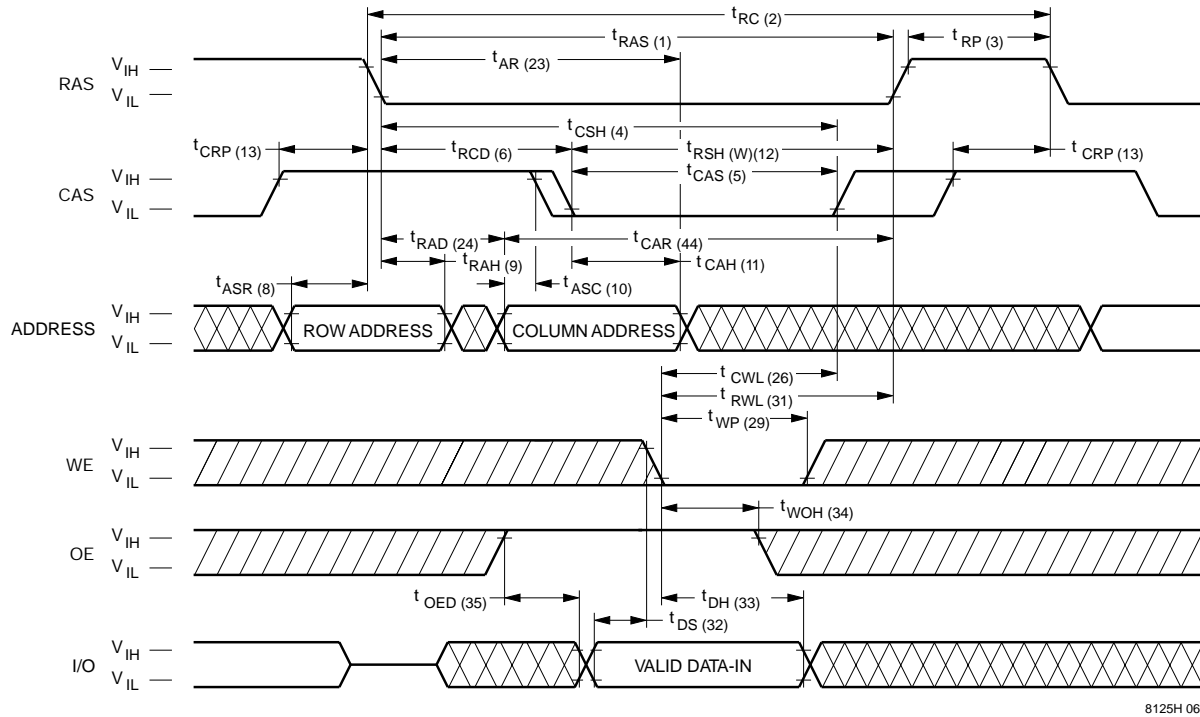 t RC (2)
t RAS (1)
t RP (3)
t AR (23)
RAS
V IH
V IL
t CSH (4)
t CRP (13)
t RCD (6)
t RSH (W)(12)
t CRP (13)
t CAS (5)
CAS
V IH
V IL
t RAD (24)
t CAR (44)
t RAH (9)
t CAH (11)
t ASR (8)
t ASC (10)
ADDRESS
V IH
V IL
ROW ADDRESS
COLUMN ADDRESS
t CWL (26)
t RWL (31)
t WP (29)
WE
V IH
V IL
t WOH (34)
OE
V IH
V IL
t OED (35)
t DH (33)
t DS (32)
I/O
V IH
V IL
VALID DATA-IN
8125H 06